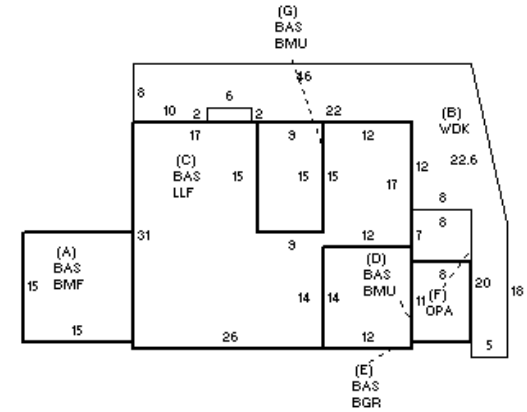 (G)
BAS
BMU
46
8
6
10 2 2 22
(B)
WDK
17 9 12
(C)
BAS
LLF
15 15 15
12 22.6
17
8
8
31
7
9 12
(A)
BAS
BMF
15
(D)
BAS
BMU
8
20
18
14 14
11
(F)
OPA
15
26 12
5
(E)
BAS
BGR